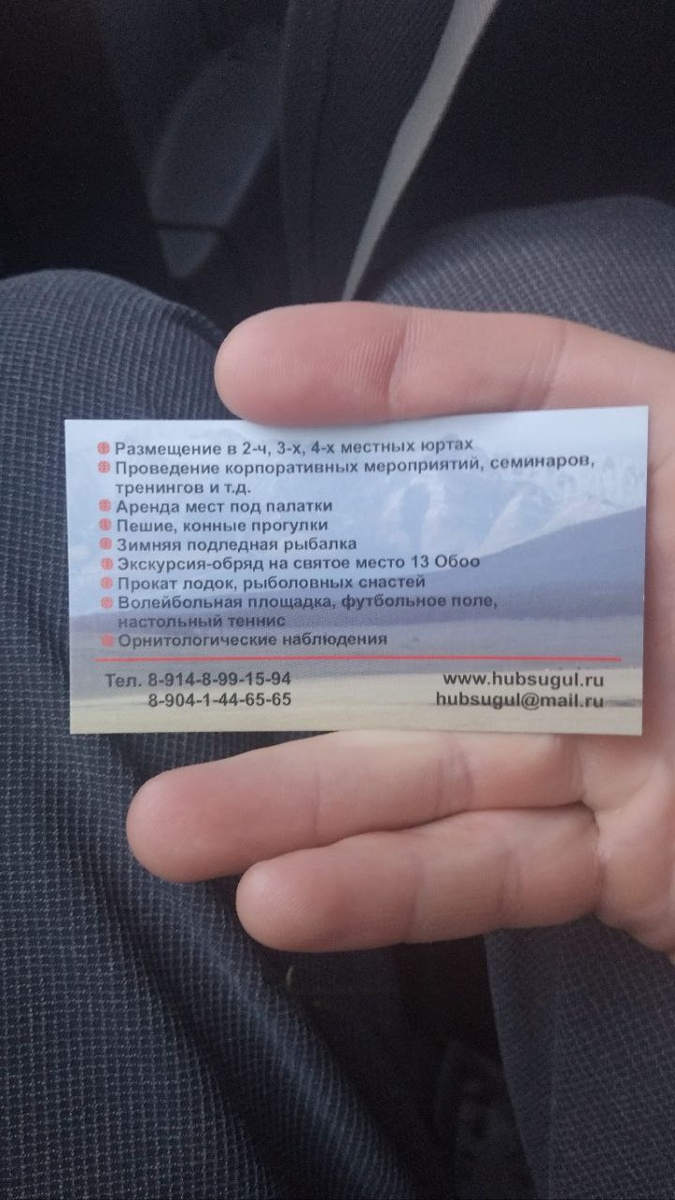 Размещение в 2-ч, 3-х, 4-х местных юртах
Проведение корпоративных мероприятий, семинаров,
тренингов и т.д.
Аренда мест под палатки
Пешие, конные прогулки
Зимняя подледная рыбалка
Экскурсия-обряд на святое место 13 Обоо
Прокат лодок, рыболовных снастей
Волейбольная площадка, футбольное поле,
настольный теннис
Орнитологические наблюдения
Тел. 8-914-8-99-15-94 www.hubsugul.ru
8-904-1-44-65-65 hubsugul@mail.ru